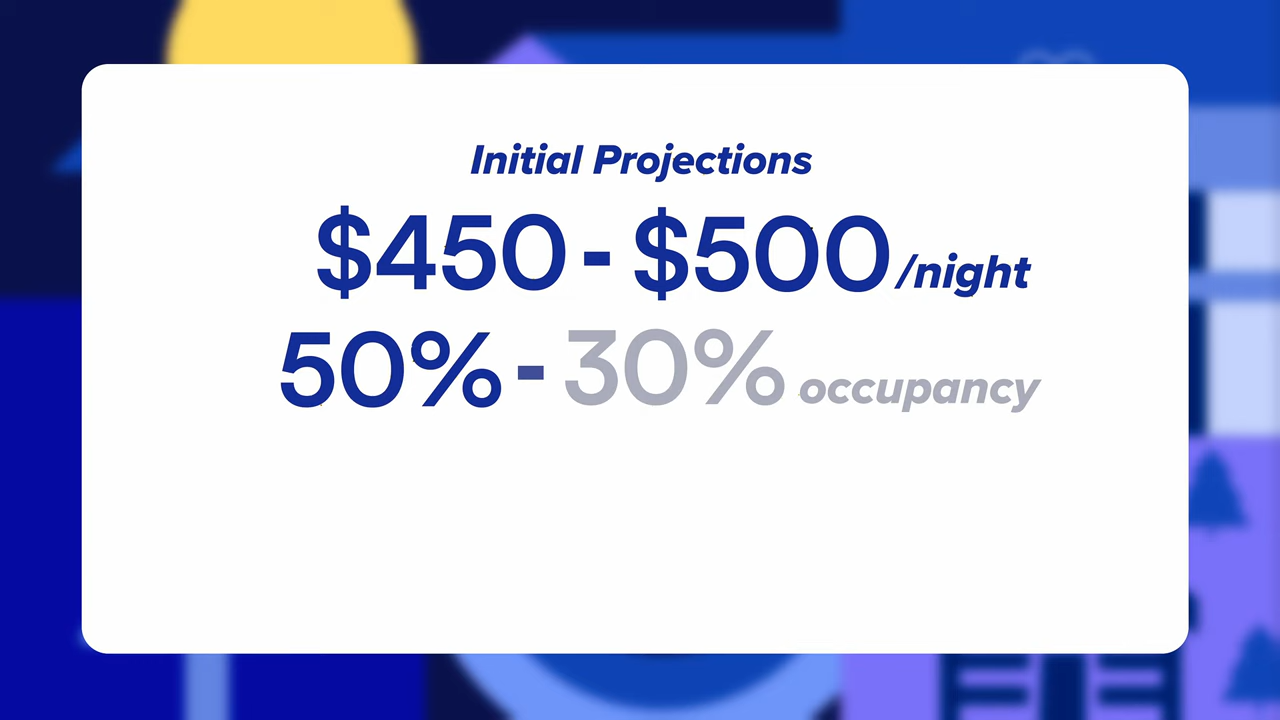 Initial Projections
$450 - $500/night
50% - 30% occupancy